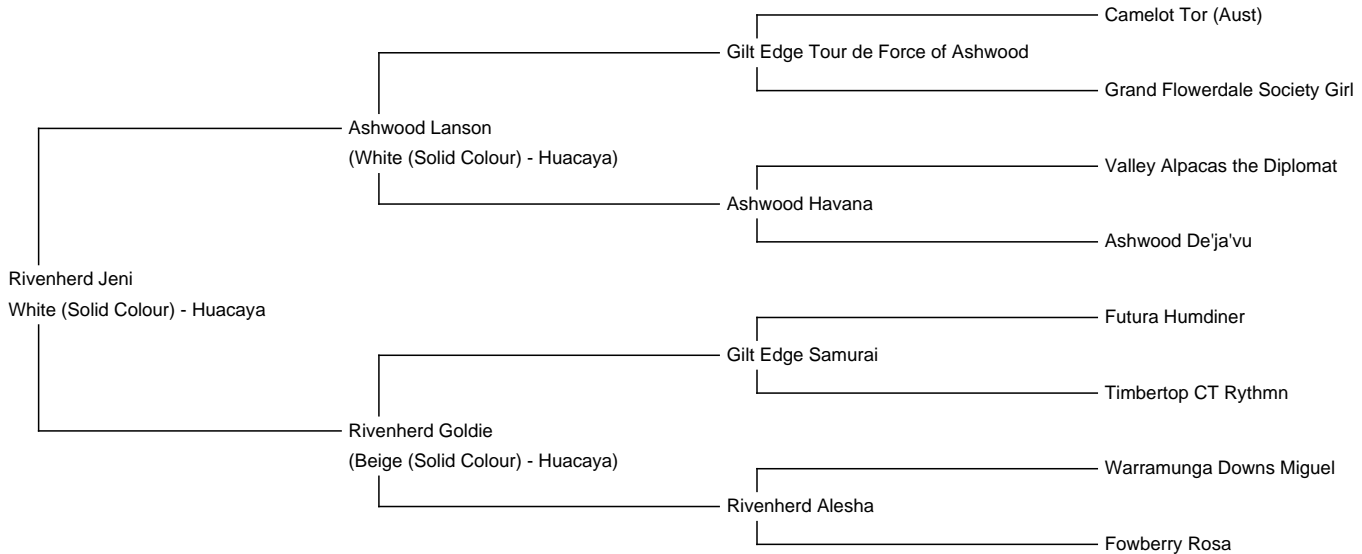 Camelot Tor (Aust)
Gilt Edge Tour de Force of Ashwood
Grand Flowerdale Society Girl
Ashwood Lanson
(White (Solid Colour) - Huacaya)
Valley Alpacas the Diplomat
Ashwood Havana
Ashwood De'ja'vu
Rivenherd Jeni
White (Solid Colour) - Huacaya
Futura Humdiner
Gilt Edge Samurai
Timbertop CT Rythmn
Rivenherd Goldie
(Beige (Solid Colour) - Huacaya)
Warramunga Downs Miguel
Rivenherd Alesha
Fowberry Rosa